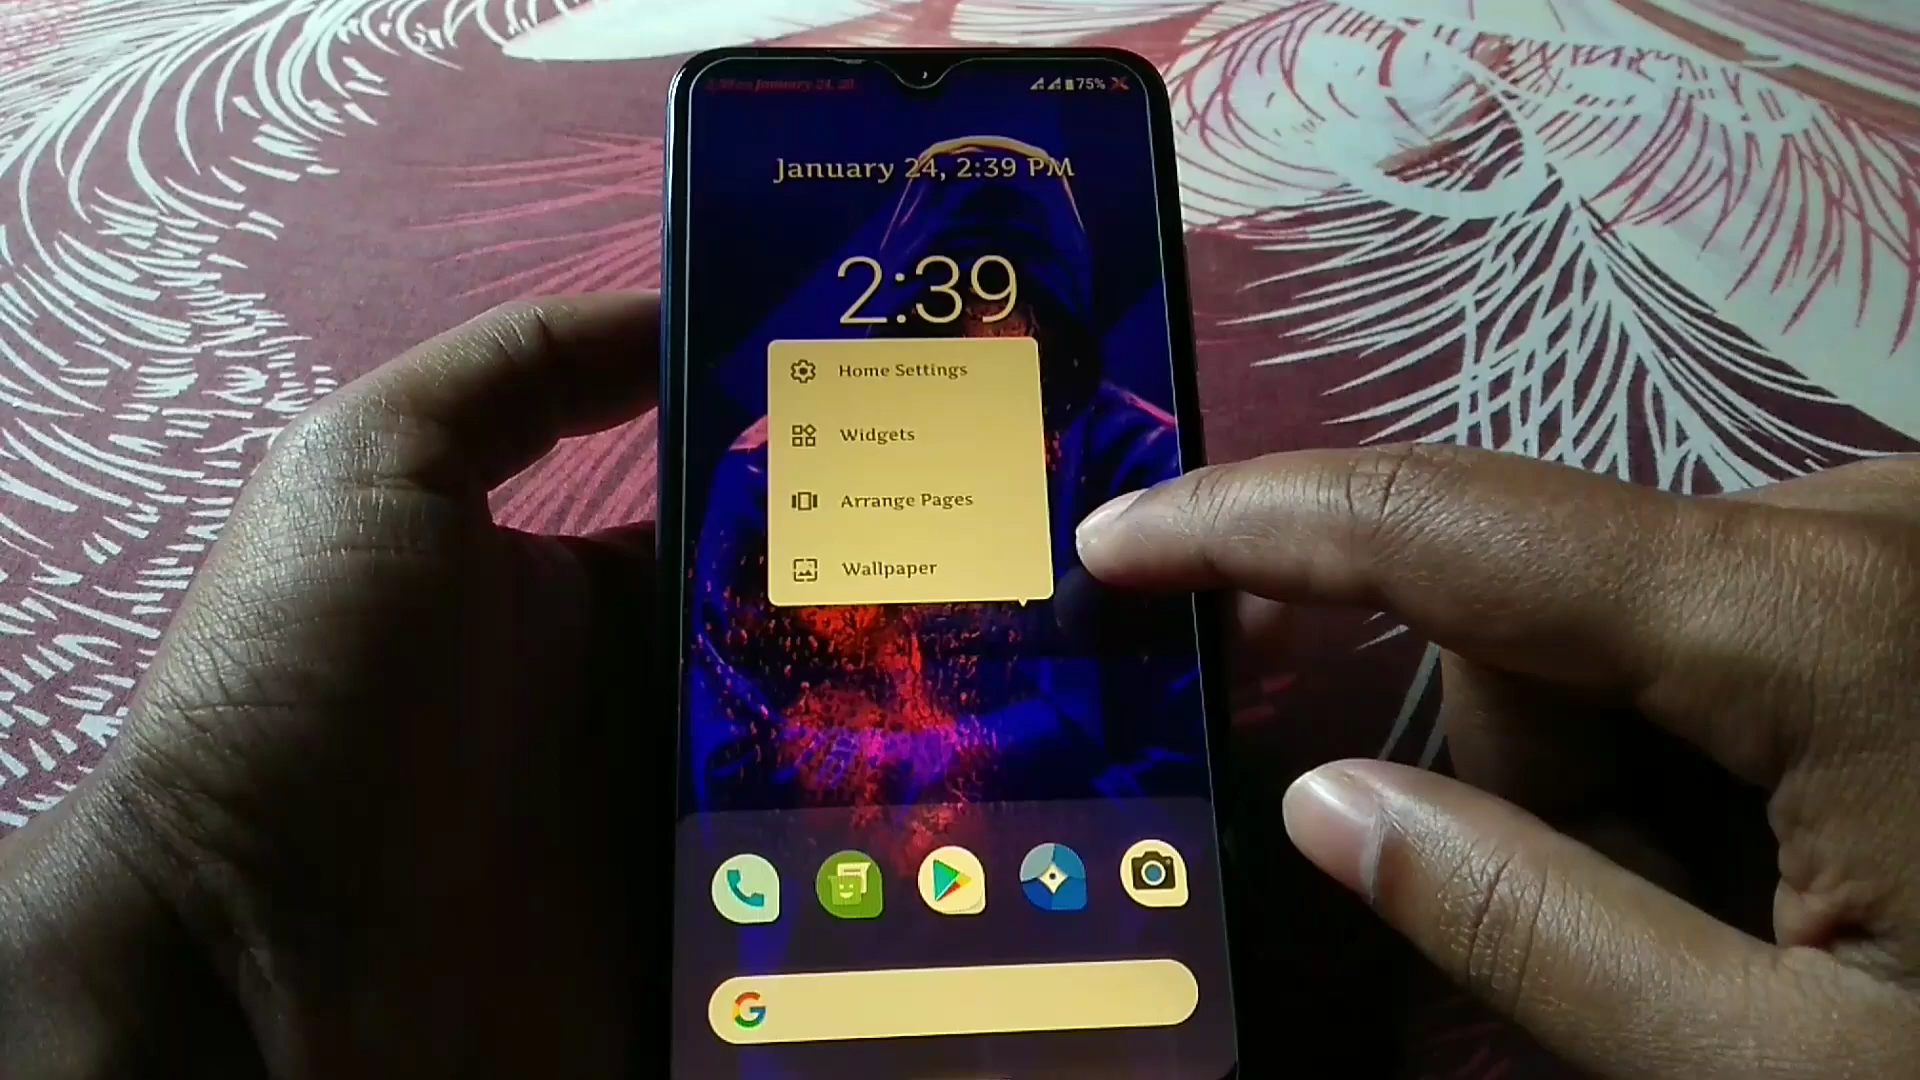 75%
January 24, 2:39 PM
2:39
Home Settings
Widgets
Arrange Pages
Wallpaper
G